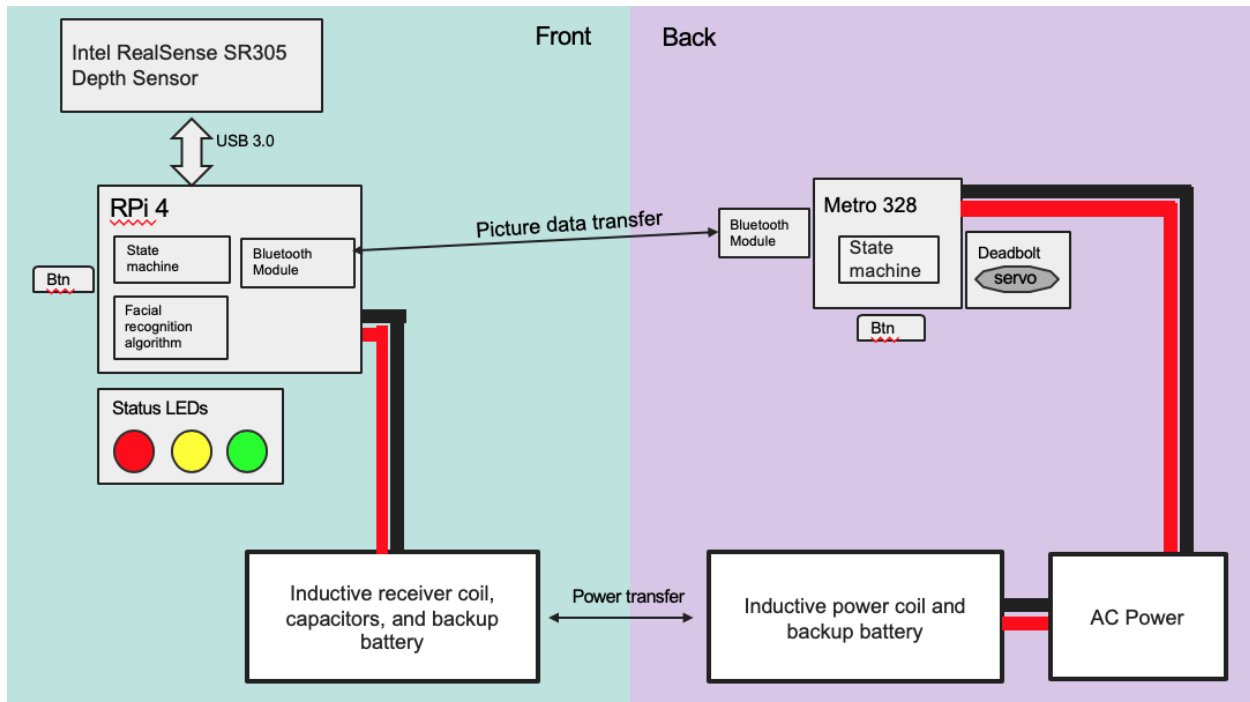 Front
Back
Intel RealSense SR305
Depth Sensor
USB 3.0
RPi 4
State
machine
Bluetooth
Module
Facial
recognition
algorithm
Btn
Status LEDs
Picture data transfer
Bluetooth
Module
Metro 328
State
machine
Deadbolt
servo
Btn
Inductive receiver coil,
capacitors, and backup
battery
Power transfer
Inductive power coil and
backup battery
AC Power